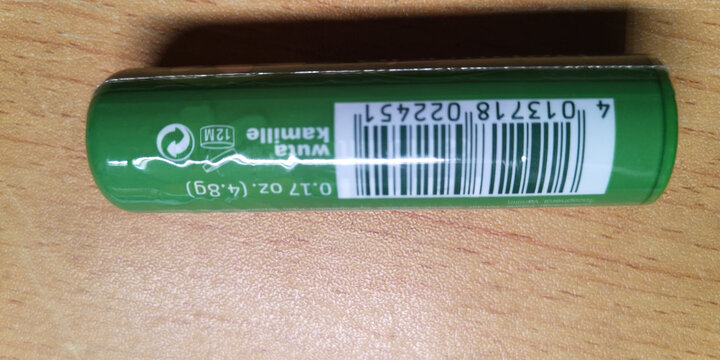 4 013718 022451
wuta
kamille
12M
0.17 oz. (4.8g)